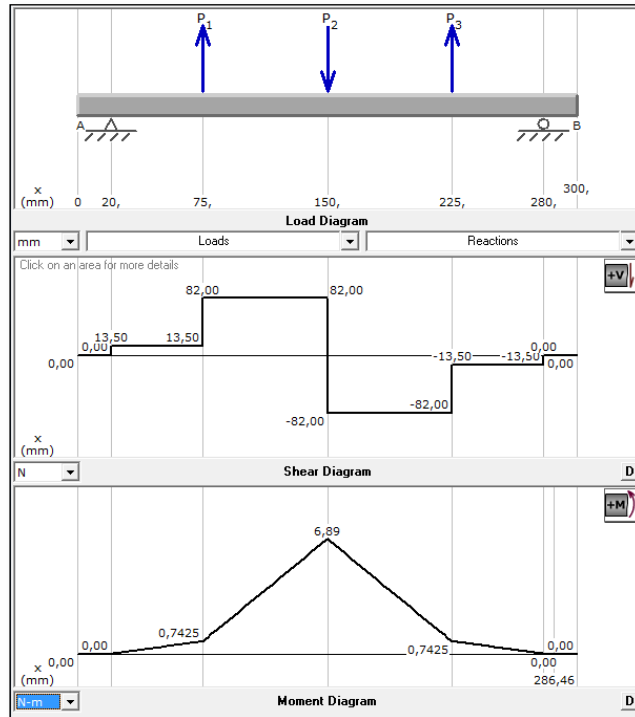 P1 P2 P3
A B
x
(mm) 0 20, 75, 150, 225, 280, 300,
Load Diagram
mm Loads Reactions
Click on an area for more details
+V
82,00 82,00
0,00 13,50 13,50 -13,50 -13,50 0,00
0,00 0,00
-82,00 -82,00
x
(mm)
N Shear Diagram D
+M
6,89
0,7425 0,7425
0,00 0,00
0,00 0,00
x
(mm) 286,46
N-m Moment Diagram D